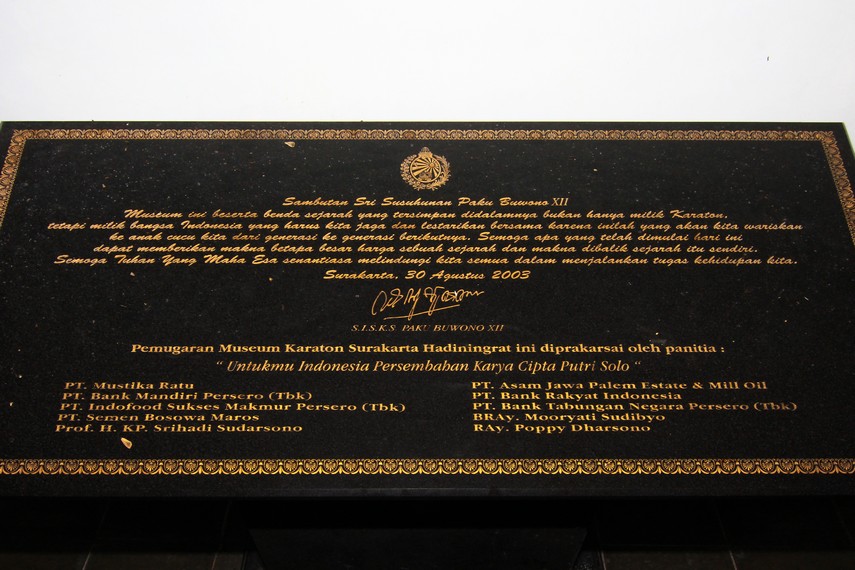 Sambutan Sri Susuhunan Paku Buwono XII
Museum ini beserta benda sejarah yang tersimpan didalamnya bukan hanya milik Karaton,
tetapi milik bangsa Indonesia yang harus kita jaga dan lestarikan bersama karena inilah yang akan kita wariskan
ke anak cucu kita dari generasi ke generasi berikutnya. Semoga apa yang telah dimulai hari ini
dapat memberikan makna betapa besar harga sebuah sejarah dan makna dibalik sejarah itu sendiri.
Semoga Tuhan Yang Maha Esa senantiasa melindungi kita semua dalam menjalankan tugas kehidupan kita.
Surakarta, 30 Agustus 2003
S.I.S.K.S PAKU BUWONO XII
Pemugaran Museum Karaton Surakarta Hadiningrat ini diprakarsai oleh panitia :
" Untukmu Indonesia Persembahan Karya Cipta Putri Solo "
PT. Mustika Ratu
PT. Bank Mandiri Persero (Tbk)
PT. Indofood Sukses Makmur Persero (Tbk)
PT. Semen Bosowa Maros
Prof. H. KP. Srihadi Sudarsono
PT. Asam Jawa Palem Estate & Mill Oil
PT. Bank Rakyat Indonesia
PT. Bank Tabungan Negara Persero (Tbk)
BRAy. Mooryati Sudibyo
RAy. Poppy Dharsono